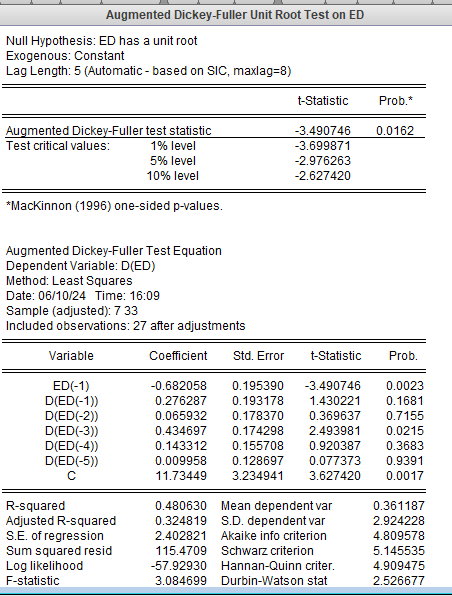 Augmented Dickey-Fuller Unit Root Test on ED
Null Hypothesis: ED has a unit root
Exogenous: Constant
Lag Length: 5 (Automatic - based on SIC, maxlag=8)
t-Statistic Prob.*
Augmented Dickey-Fuller test statistic -3.490746 0.0162
Test critical values: 1% level -3.699871
5% level -2.976263
10% level -2.627420
*MacKinnon (1996) one-sided p-values.
Augmented Dickey-Fuller Test Equation
Dependent Variable: D(ED)
Method: Least Squares
Date: 06/10/24 Time: 16:09
Sample (adjusted): 7 33
Included observations: 27 after adjustments
Variable Coefficient Std. Error t-Statistic Prob.
ED(-1) -0.682058 0.195390 -3.490746 0.0023
D(ED(-1)) 0.276287 0.193178 1.430221 0.1681
D(ED(-2)) 0.065932 0.178370 0.369637 0.7155
D(ED(-3)) 0.434697 0.174298 2.493981 0.0215
D(ED(-4)) 0.143312 0.155708 0.920387 0.3683
D(ED(-5)) 0.009958 0.128697 0.077373 0.9391
C 11.73449 3.234941 3.627420 0.0017
R-squared 0.480630 Mean dependent var 0.361187
Adjusted R-squared 0.324819 S.D. dependent var 2.924228
S.E. of regression 2.402821 Akaike info criterion 4.809578
Sum squared resid 115.4709 Schwarz criterion 5.145535
Log likelihood -57.92930 Hannan-Quinn criter. 4.909475
F-statistic 3.084699 Durbin-Watson stat 2.526677